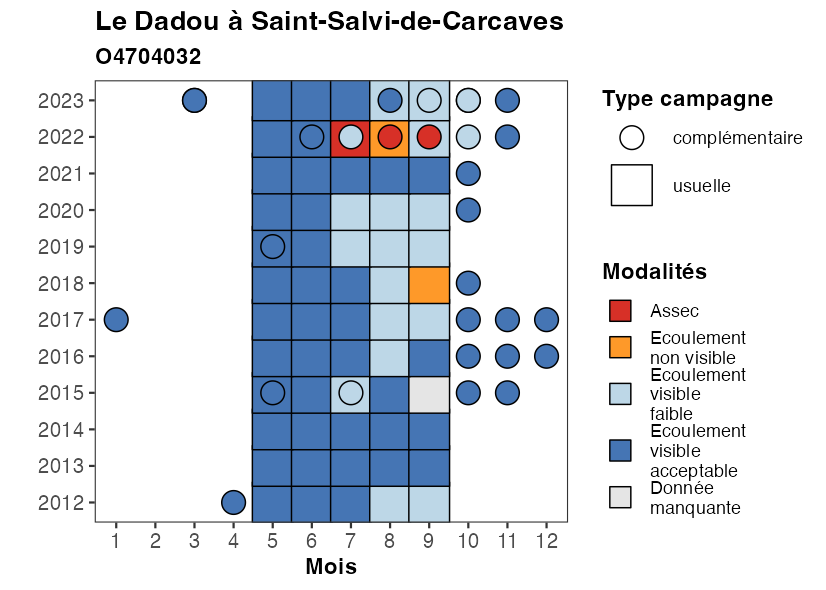 Le Dadou à Saint-Salvi-de-Carcaves
O4704032
2023
2022
2021
2020
2019
2018
2017
2016
2015
2014
2013
2012
1 2 3 4 5 6 7 8 9 10 11 12
Mois
Type campagne
complémentaire
usuelle
Modalités
Assec
Ecoulement
non visible
Ecoulement
visible
faible
Ecoulement
visible
acceptable
Donnée
manquante